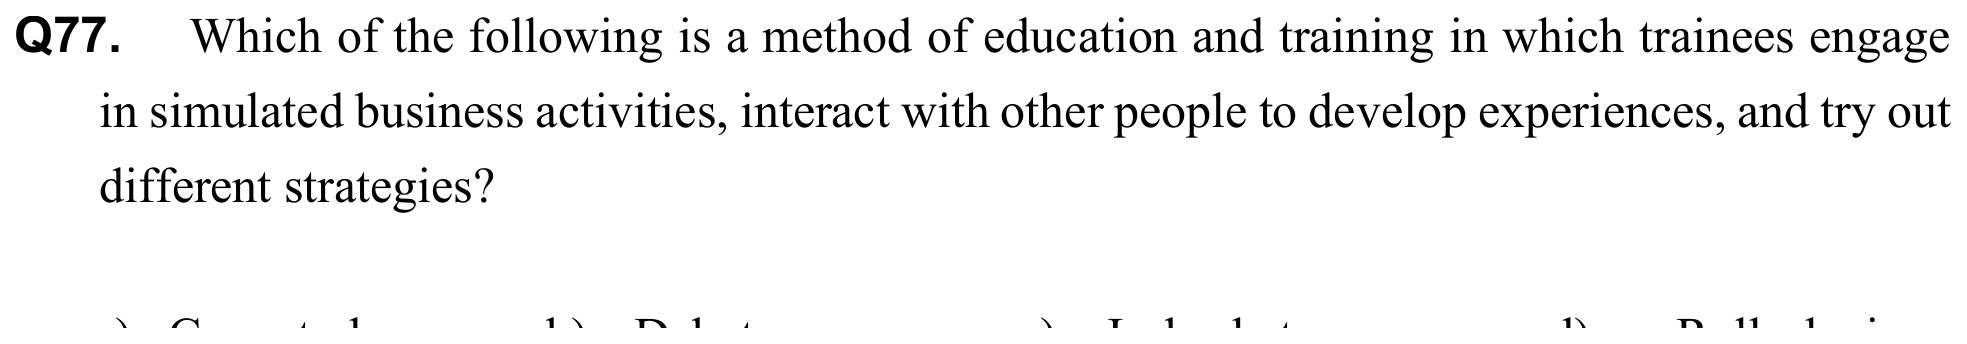 Q77. Which of the following is a method of education and training in which trainees engage
in simulated business activities, interact with other people to develop experiences, and try out
different strategies?